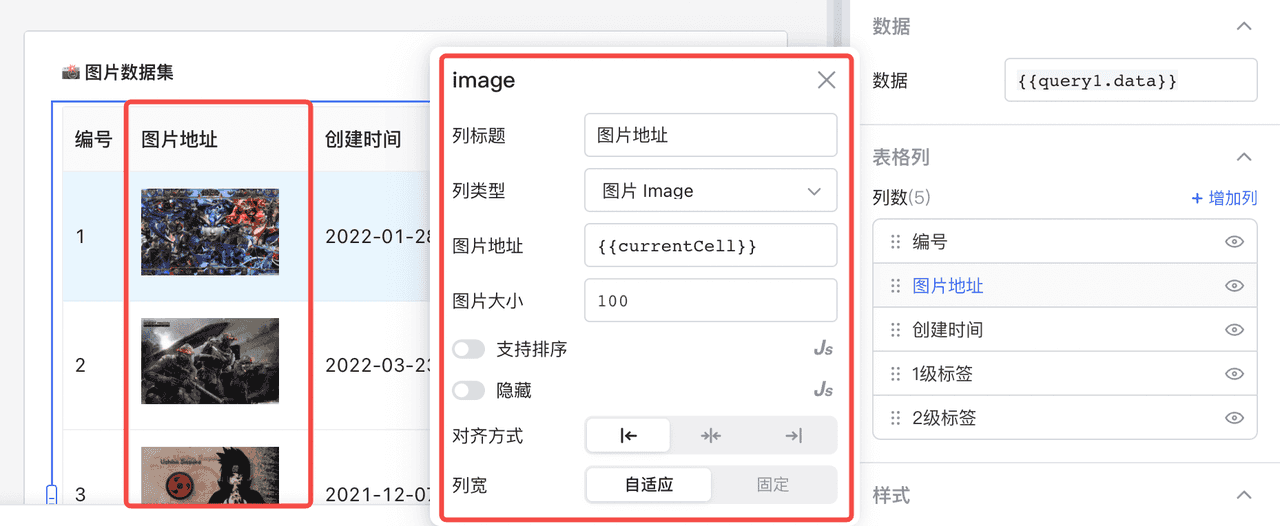 图片数据集
编号 图片地址 创建时间
1 2022-01-28
2 2022-03-23
3 2021-12-07
image
列标题 图片地址
列类型 图片 Image
图片地址 {{currentCell}}
图片大小 100
支持排序 Js
隐藏 Js
对齐方式
列宽 自适应 固定
数据
数据 {{query1.data}}
表格列
列数(5) + 增加列
编号
图片地址
创建时间
1级标签
2级标签
样式